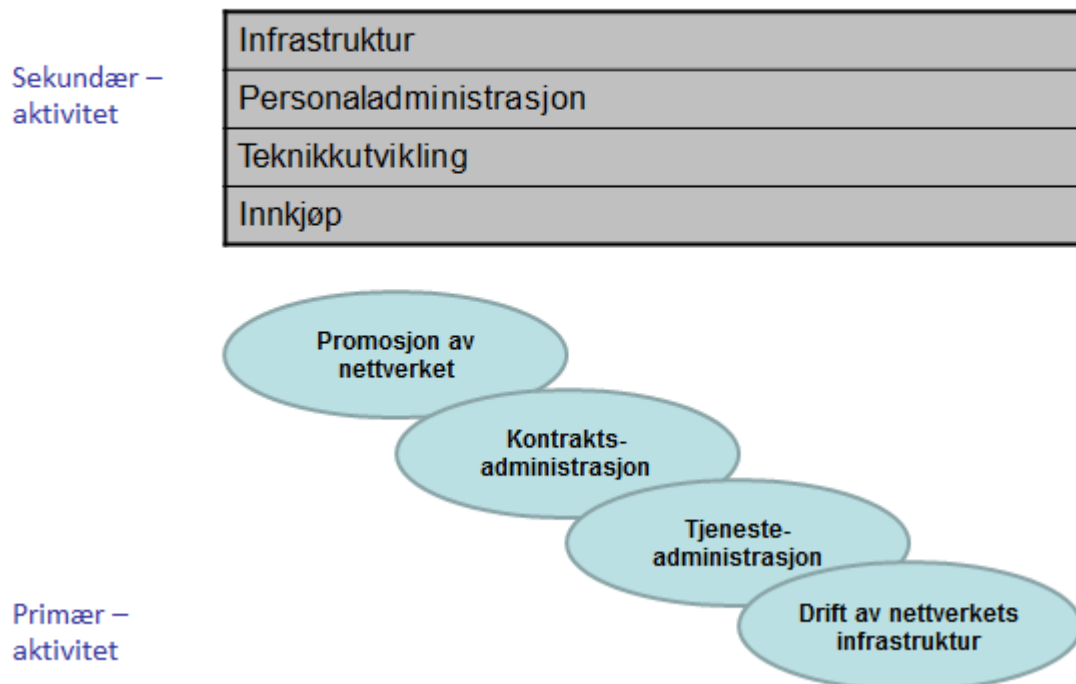 Sekundær –
aktivitet
Infrastruktur
Personaladministrasjon
Teknikkutvikling
Innkjøp
Promosjon av
nettverket
Kontrakts-
administrasjon
Tjeneste-
administrasjon
Drift av nettverkets
infrastruktur
Primær –
aktivitet